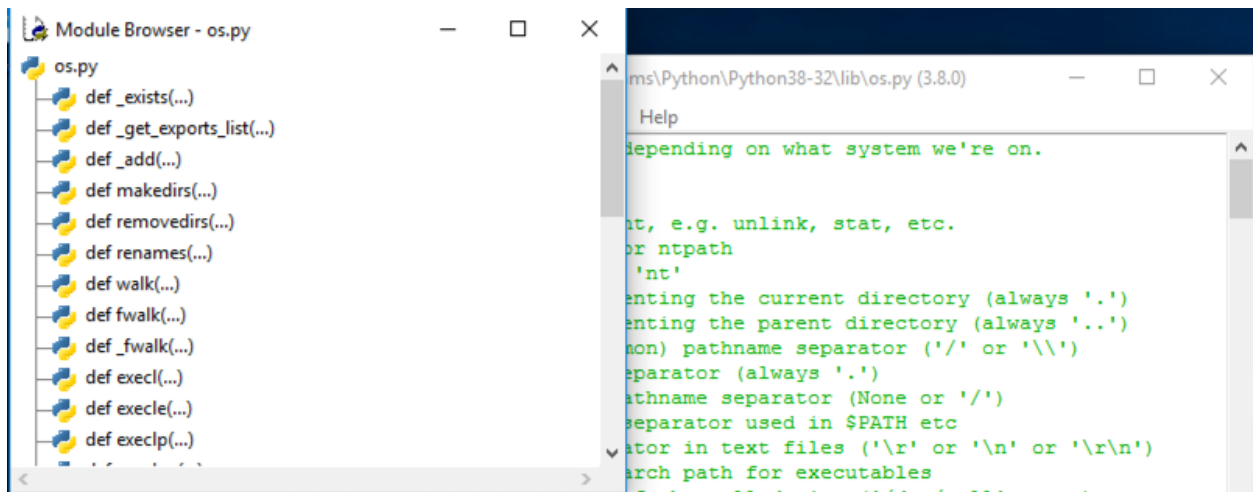 Module Browser - os.py
os.py
def _exists(...)
def _get_exports_list(...)
def _add(...)
def makedirs(...)
def removedirs(...)
def renames(...)
def walk(...)
def fwalk(...)
def _fwalk(...)
def execl(...)
def execle(...)
def execlp(...)
ms\Python\Python38-32\lib\os.py (3.8.0)
Help
depending on what system we're on.
nt, e.g. unlink, stat, etc.
or ntpath
'nt'
enting the current directory (always '.')
enting the parent directory (always '..')
mon) pathname separator ('/' or '\\')
eparator (always '.')
athname separator (None or '/')
separator used in $PATH etc
ator in text files ('\r' or '\n' or '\r\n')
arch path for executables